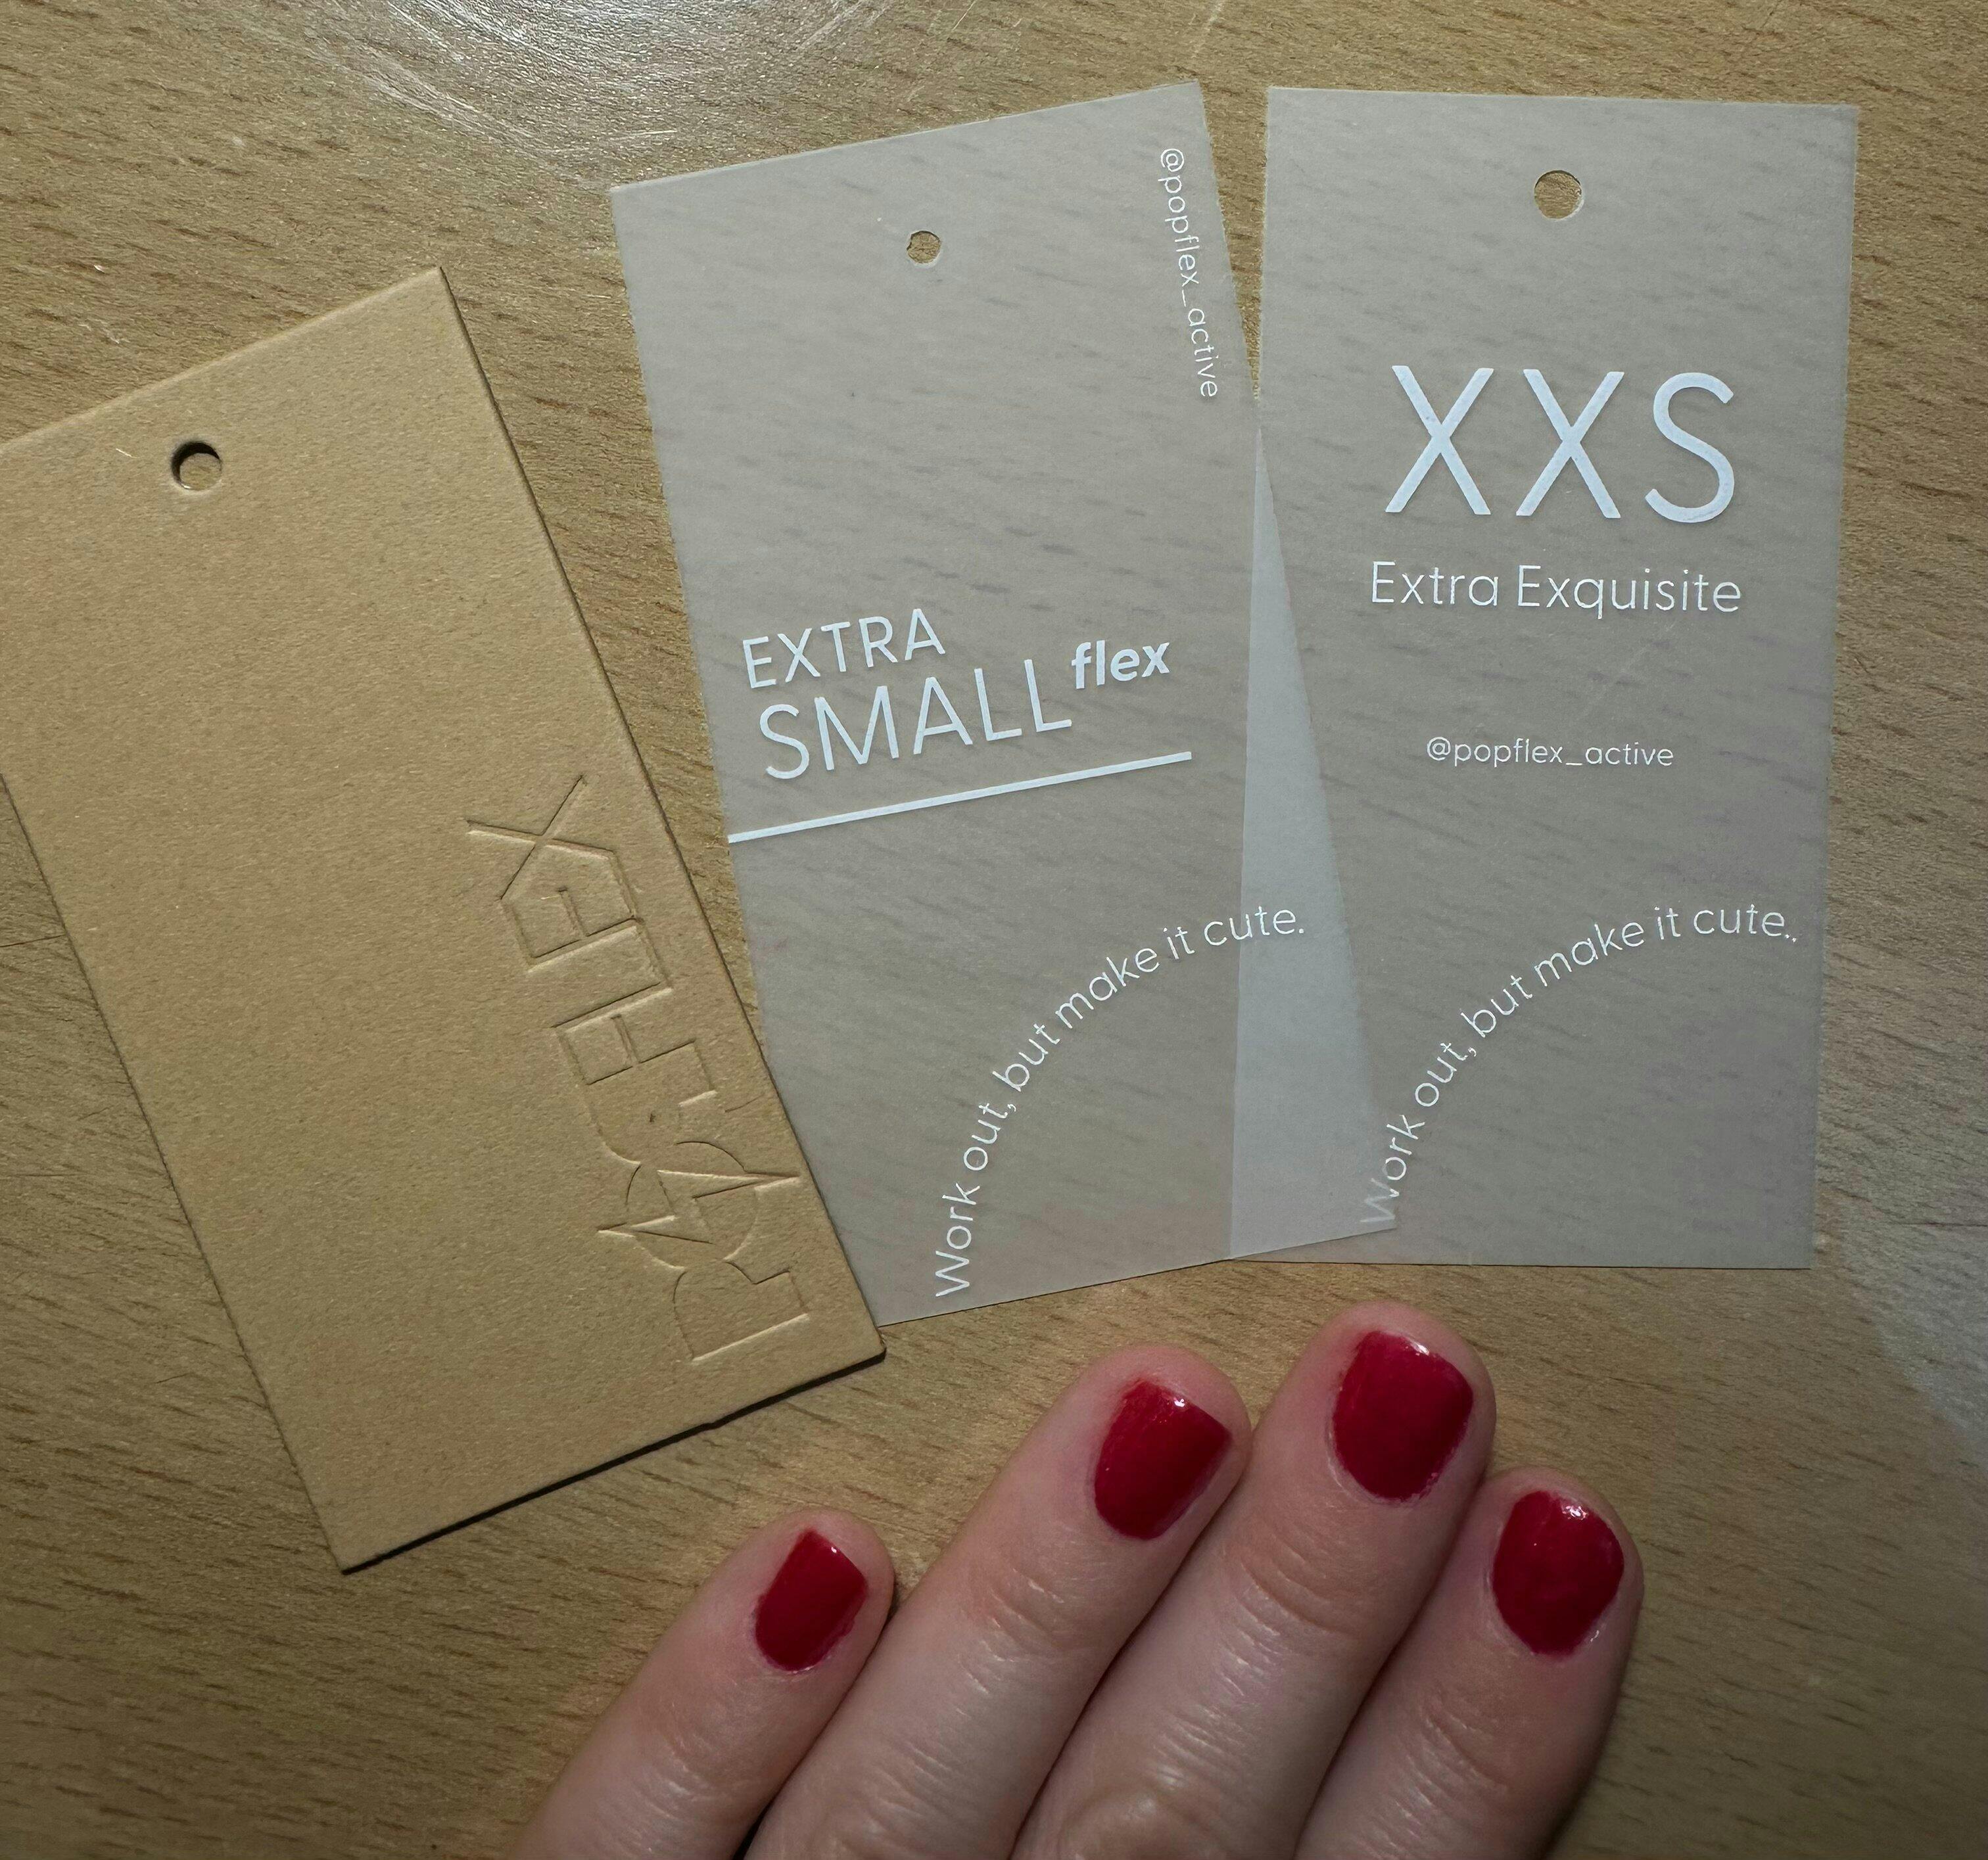 POPFLEX
@popflex_active
EXTRA
SMALL flex
Work out, but make it cute.
XXS
Extra Exquisite
@popflex_active
Work out, but make it cute..